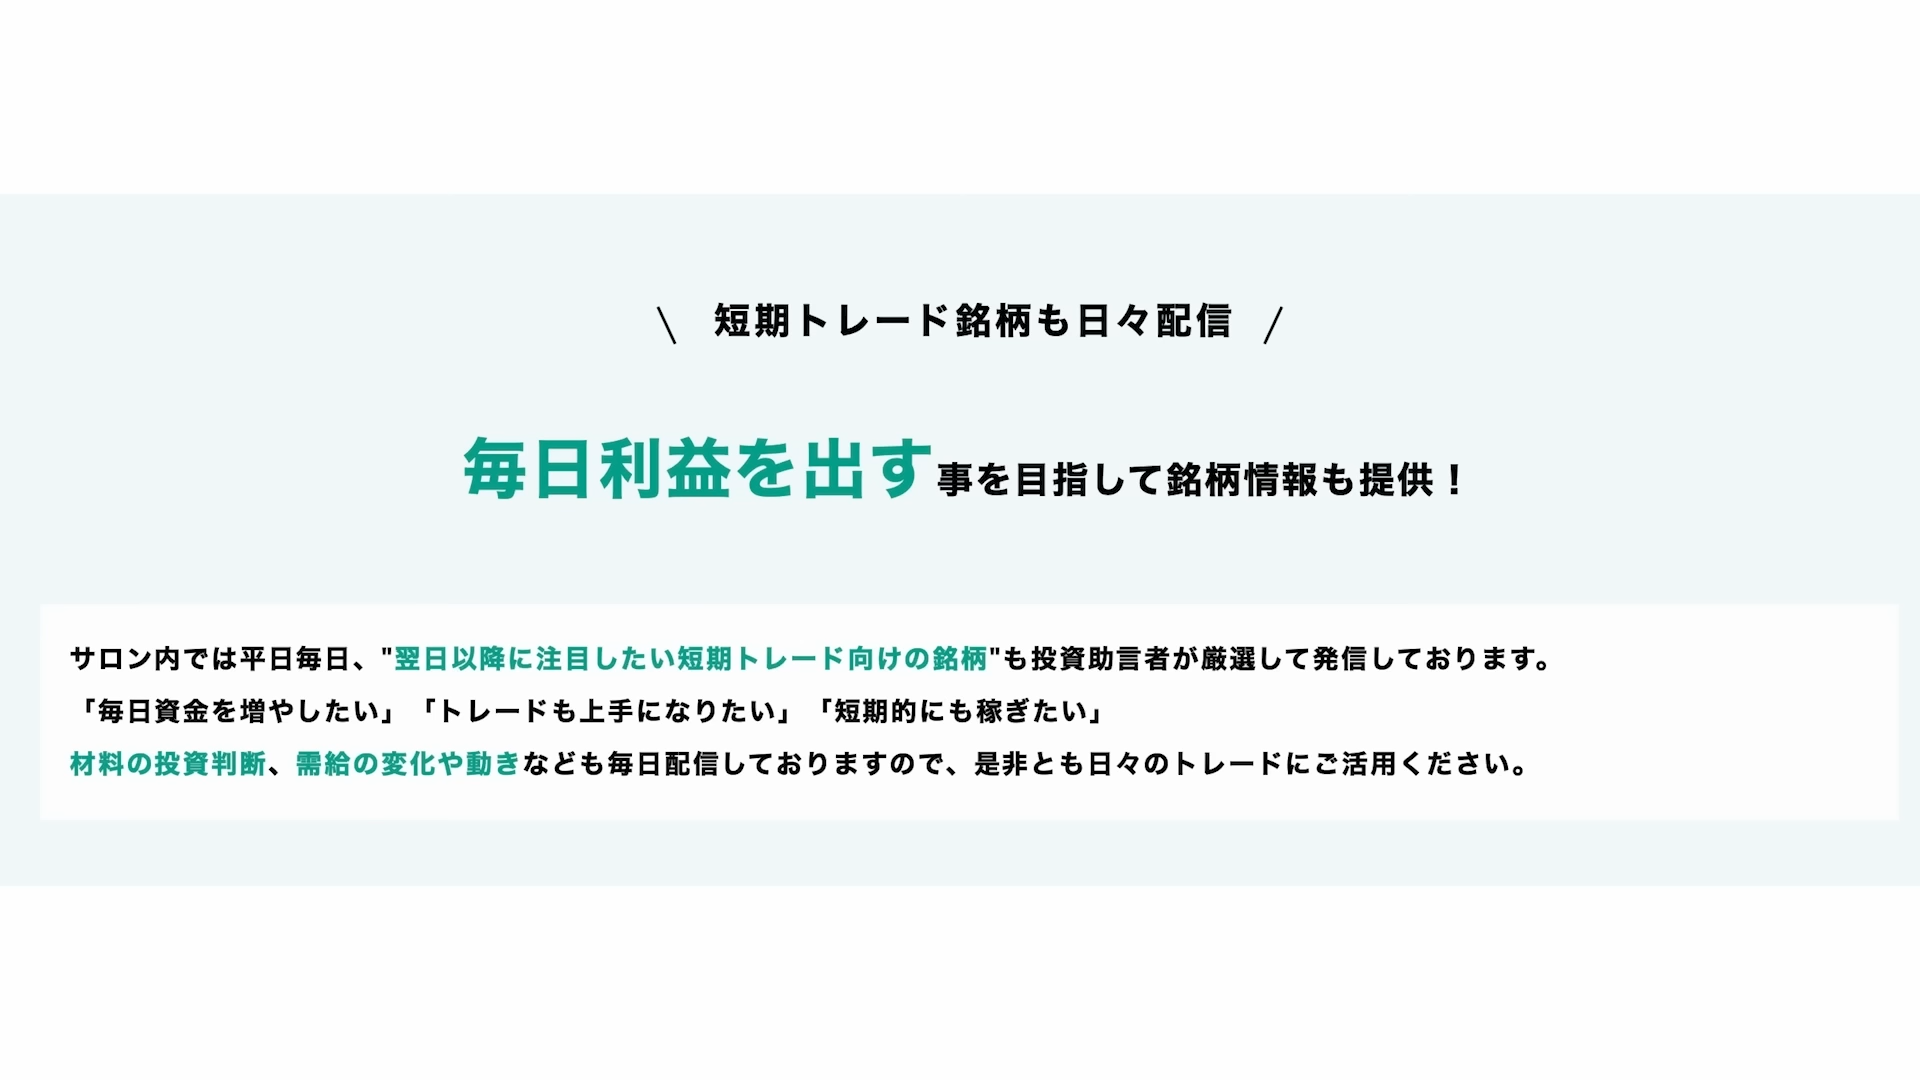 \ 短期トレード銘柄も日々配信 /
毎日利益を出す事を目指して銘柄情報も提供！
サロン内では平日毎日、"翌日以降に注目したい短期トレード向けの銘柄"も投資助言者が厳選して発信しております。
「毎日資金を増やしたい」「トレードも上手になりたい」「短期的にも稼ぎたい」
材料の投資判断、需給の変化や動きなども毎日配信しておりますので、是非とも日々のトレードにご活用ください。